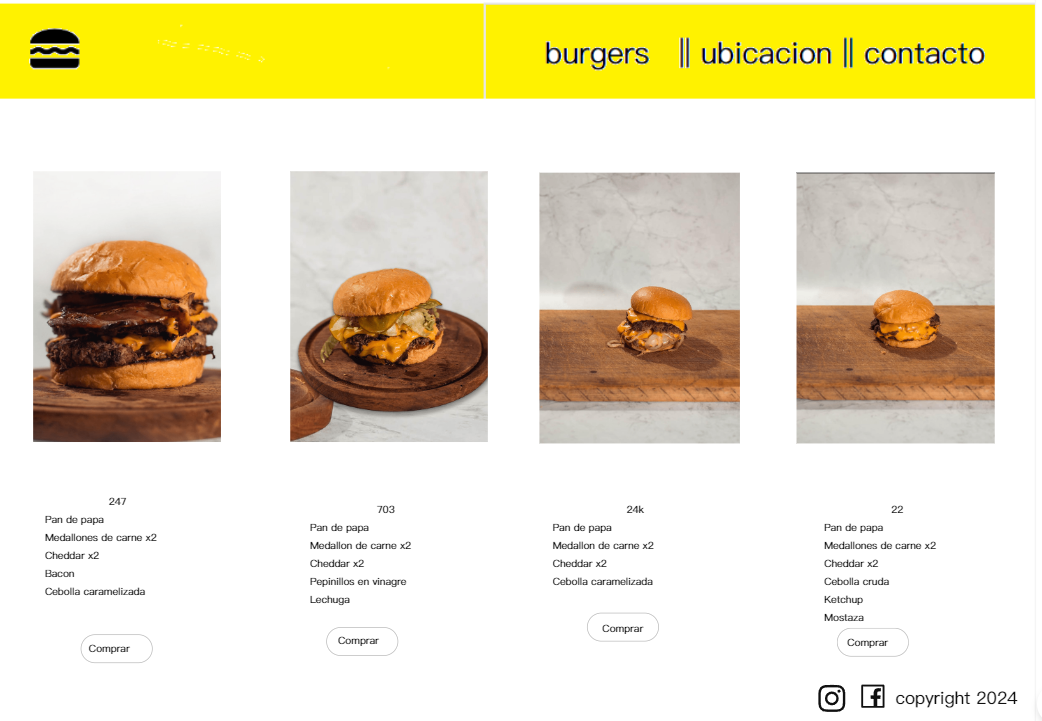 burgers || ubicacion || contacto
247
Pan de papa
Medallones de carne x2
Cheddar x2
Bacon
Cebolla caramelizada
Comprar
703
Pan de papa
Medallon de carne x2
Cheddar x2
Pepinillos en vinagre
Lechuga
Comprar
24k
Pan de papa
Medallon de carne x2
Cheddar x2
Cebolla caramelizada
Comprar
22
Pan de papa
Medallones de carne x2
Cheddar x2
Cebolla cruda
Ketchup
Mostaza
Comprar
copyright 2024